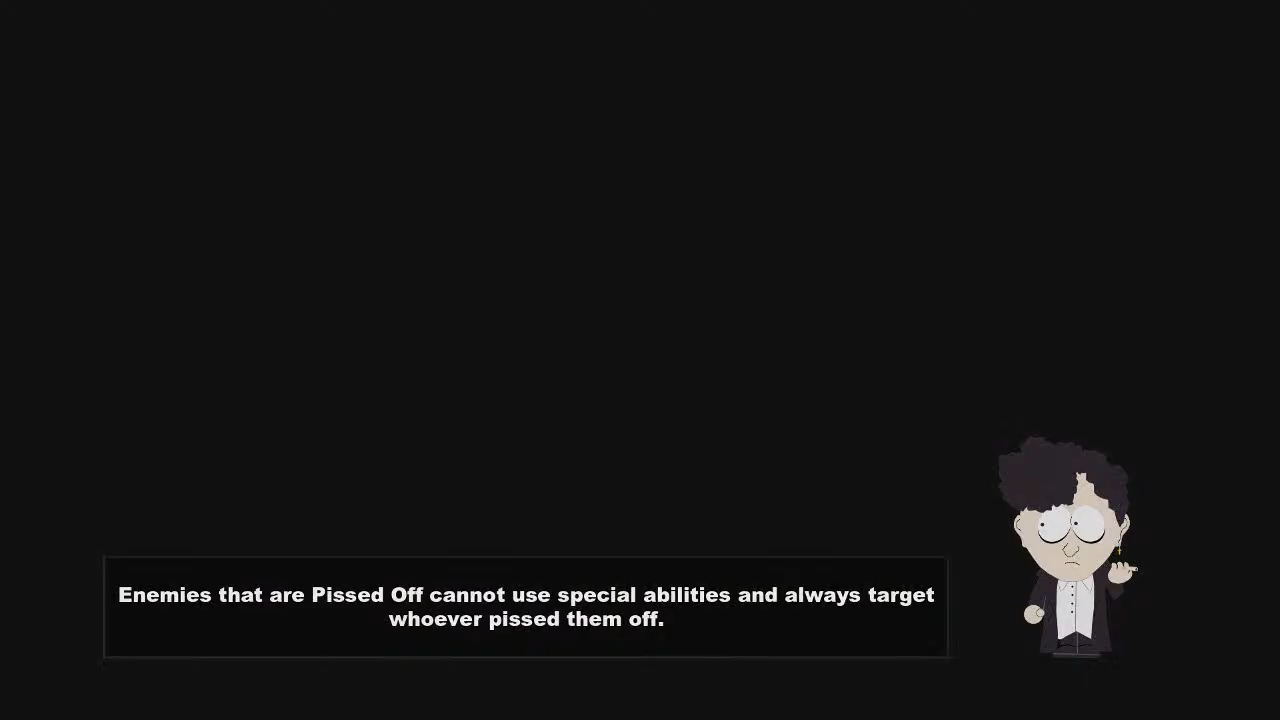 Enemies that are Pissed Off cannot use special abilities and always target
whoever pissed them off.